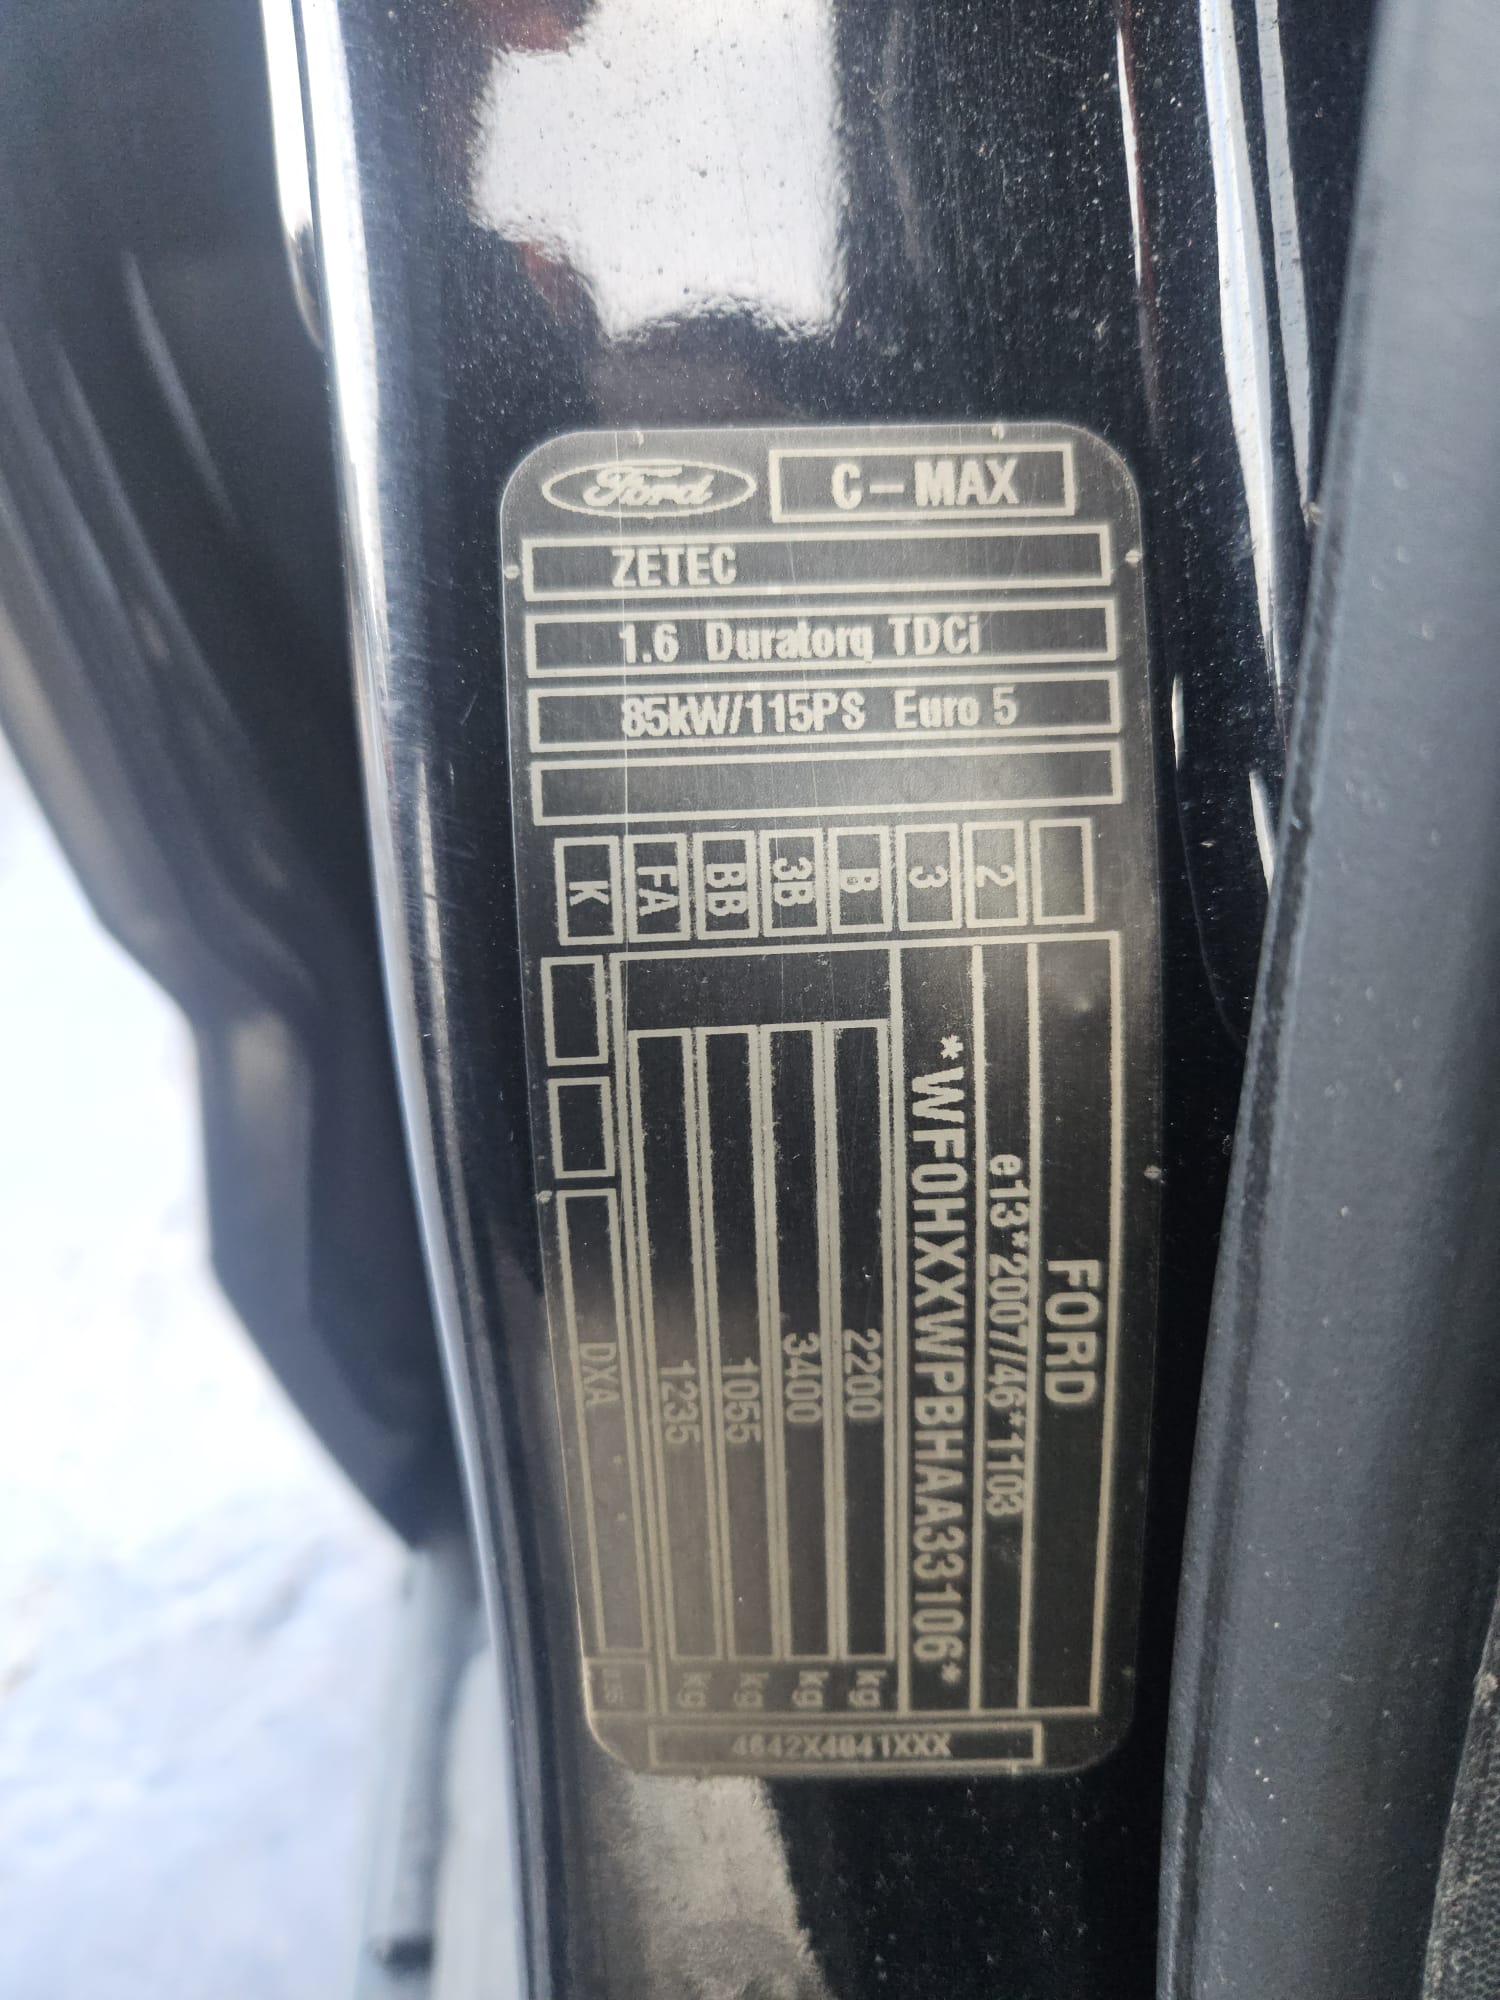 Ford
C-MAX
ZETEC
1.6 Duratorq TDCi
85kW/115PS Euro 5
K FA BB 3B B 3 2
FORD
e13*2007/46*1103
*WF0HXXWPBHAA33106*
2200 kg
3400 kg
1055 kg
1235 kg
DXA
4642X4041XXX